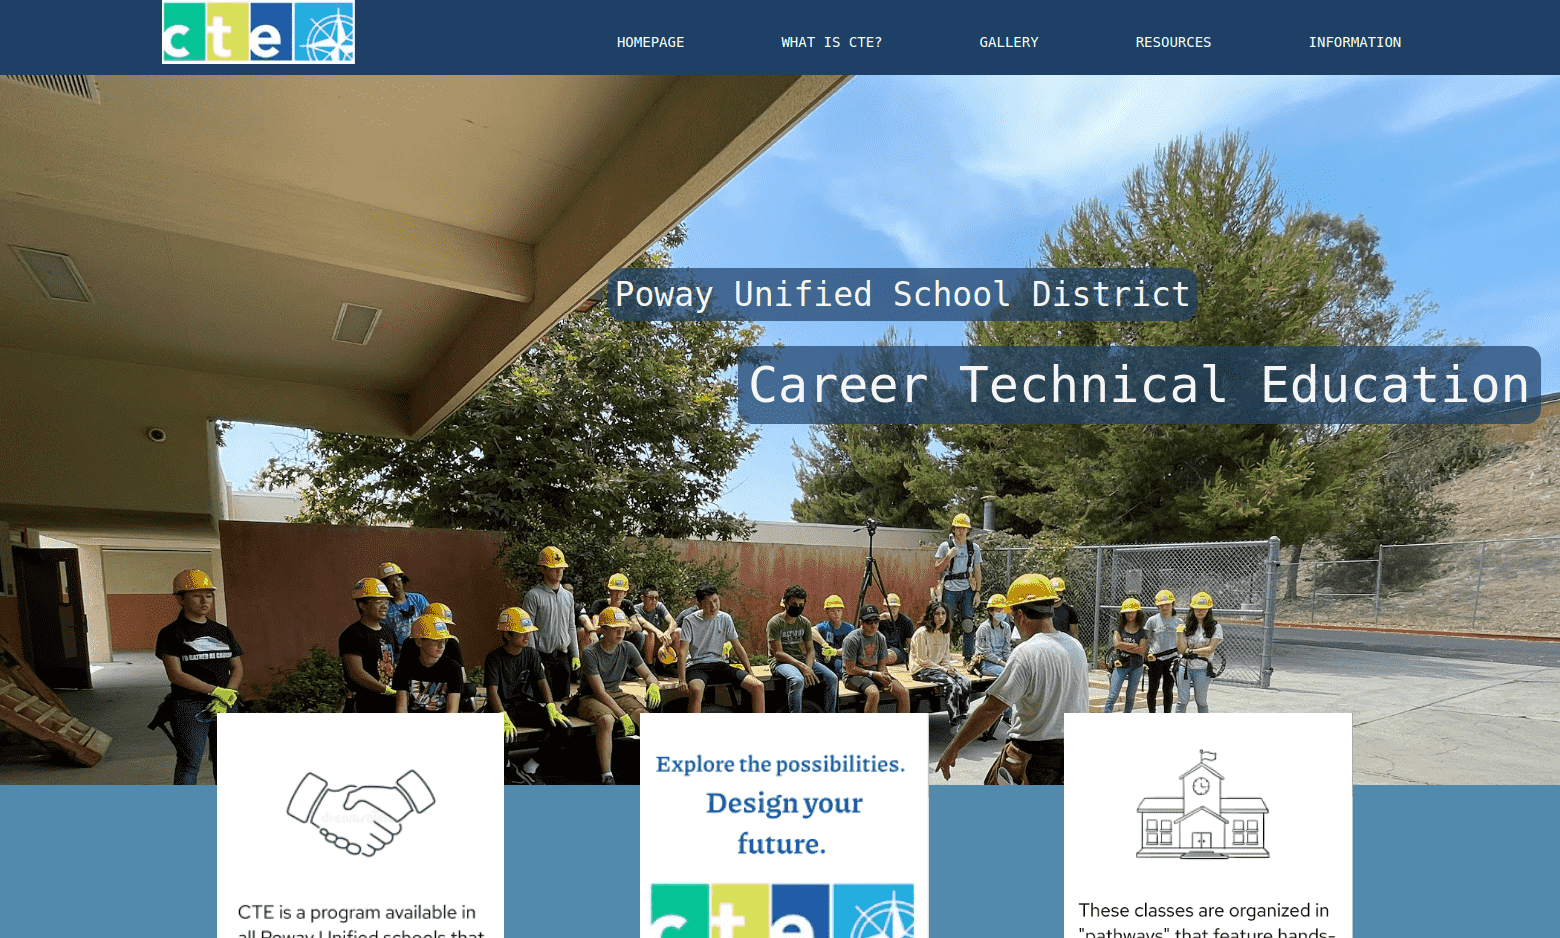 cte
HOMEPAGE
WHAT IS CTE?
GALLERY
RESOURCES
INFORMATION
Poway Unified School District
Career Technical Education
I'D RATHER BE
Explore the possibilities.
Design your
future.
cte
CTE is a program available in
all Poway Unified schools that
These classes are organized in
"pathways" that feature hands-